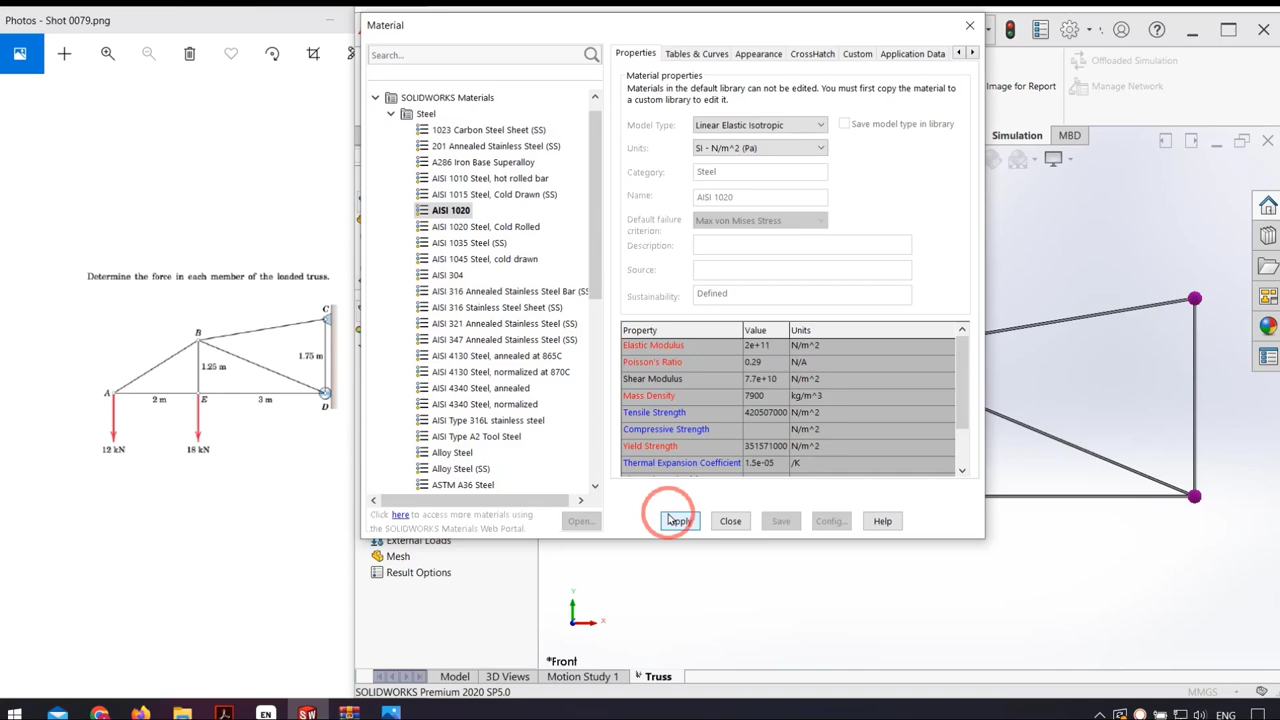 Photos - Shot 0079.png
Determine the force in each member of the loaded truss.
C
B
1.75 m
1.25 m
A
2 m
E
3 m
D
12 kN
18 kN
Material
Search...
SOLIDWORKS Materials
Steel
1023 Carbon Steel Sheet (SS)
201 Annealed Stainless Steel (SS)
A286 Iron Base Superalloy
AISI 1010 Steel, hot rolled bar
AISI 1015 Steel, Cold Drawn (SS)
AISI 1020
AISI 1020 Steel, Cold Rolled
AISI 1035 Steel (SS)
AISI 1045 Steel, cold drawn
AISI 304
AISI 316 Annealed Stainless Steel Bar (SS
AISI 316 Stainless Steel Sheet (SS)
AISI 321 Annealed Stainless Steel (SS)
AISI 347 Annealed Stainless Steel (SS)
AISI 4130 Steel, annealed at 865C
AISI 4130 Steel, normalized at 870C
AISI 4340 Steel, annealed
AISI 4340 Steel, normalized
AISI Type 316L stainless steel
AISI Type A2 Tool Steel
Alloy Steel
Alloy Steel (SS)
ASTM A36 Steel
Click here to access more materials using
the SOLIDWORKS Materials Web Portal.
Open...
Properties Tables & Curves Appearance CrossHatch Custom Application Data
Material properties
Materials in the default library can not be edited. You must first copy the material to
a custom library to edit it.
Model Type: Linear Elastic Isotropic Save model type in library
Units: SI - N/m^2 (Pa)
Category: Steel
Name: AISI 1020
Default failure
criterion: Max von Mises Stress
Description:
Source:
Sustainability: Defined
Property Value Units
Elastic Modulus 2e+11 N/m^2
Poisson's Ratio 0.29 N/A
Shear Modulus 7.7e+10 N/m^2
Mass Density 7900 kg/m^3
Tensile Strength 420507000 N/m^2
Compressive Strength N/m^2
Yield Strength 351571000 N/m^2
Thermal Expansion Coefficient 1.5e-05 /K
Apply Close Save Config... Help
Offloaded Simulation
Image for Report
Manage Network
Simulation MBD
External Loads
Mesh
Result Options
Y
X
*Front
Model 3D Views Motion Study 1 Truss
SOLIDWORKS Premium 2020 SP5.0
MMGS
EN
ENG